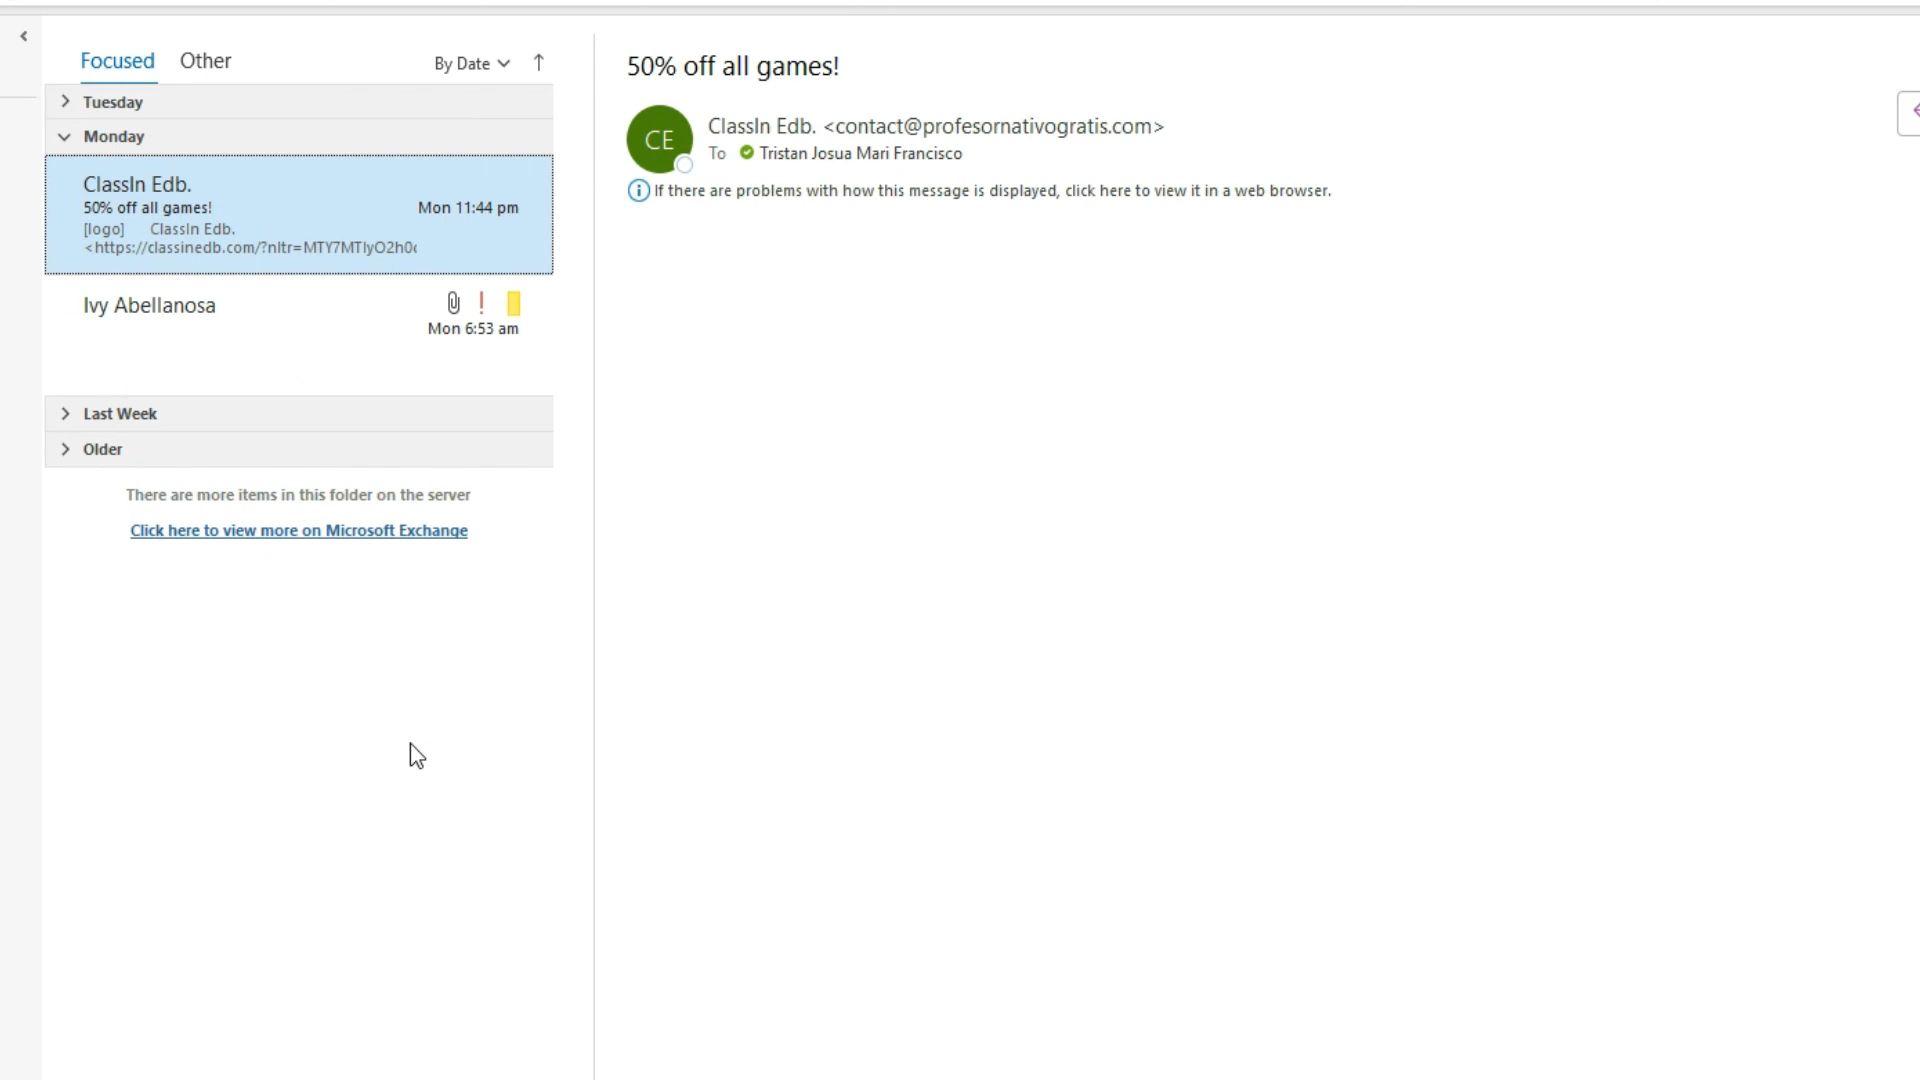 Focused Other By Date
Tuesday
Monday
ClassIn Edb.
50% off all games! Mon 11:44 pm
[logo] ClassIn Edb.
<https://classinedb.com/?nltr=MTY7MTIyO2h0
Ivy Abellanosa
Mon 6:53 am
Last Week
Older
There are more items in this folder on the server
Click here to view more on Microsoft Exchange
50% off all games!
CE
ClassIn Edb. <contact@profesornativogratis.com>
To Tristan Josua Mari Francisco
If there are problems with how this message is displayed, click here to view it in a web browser.